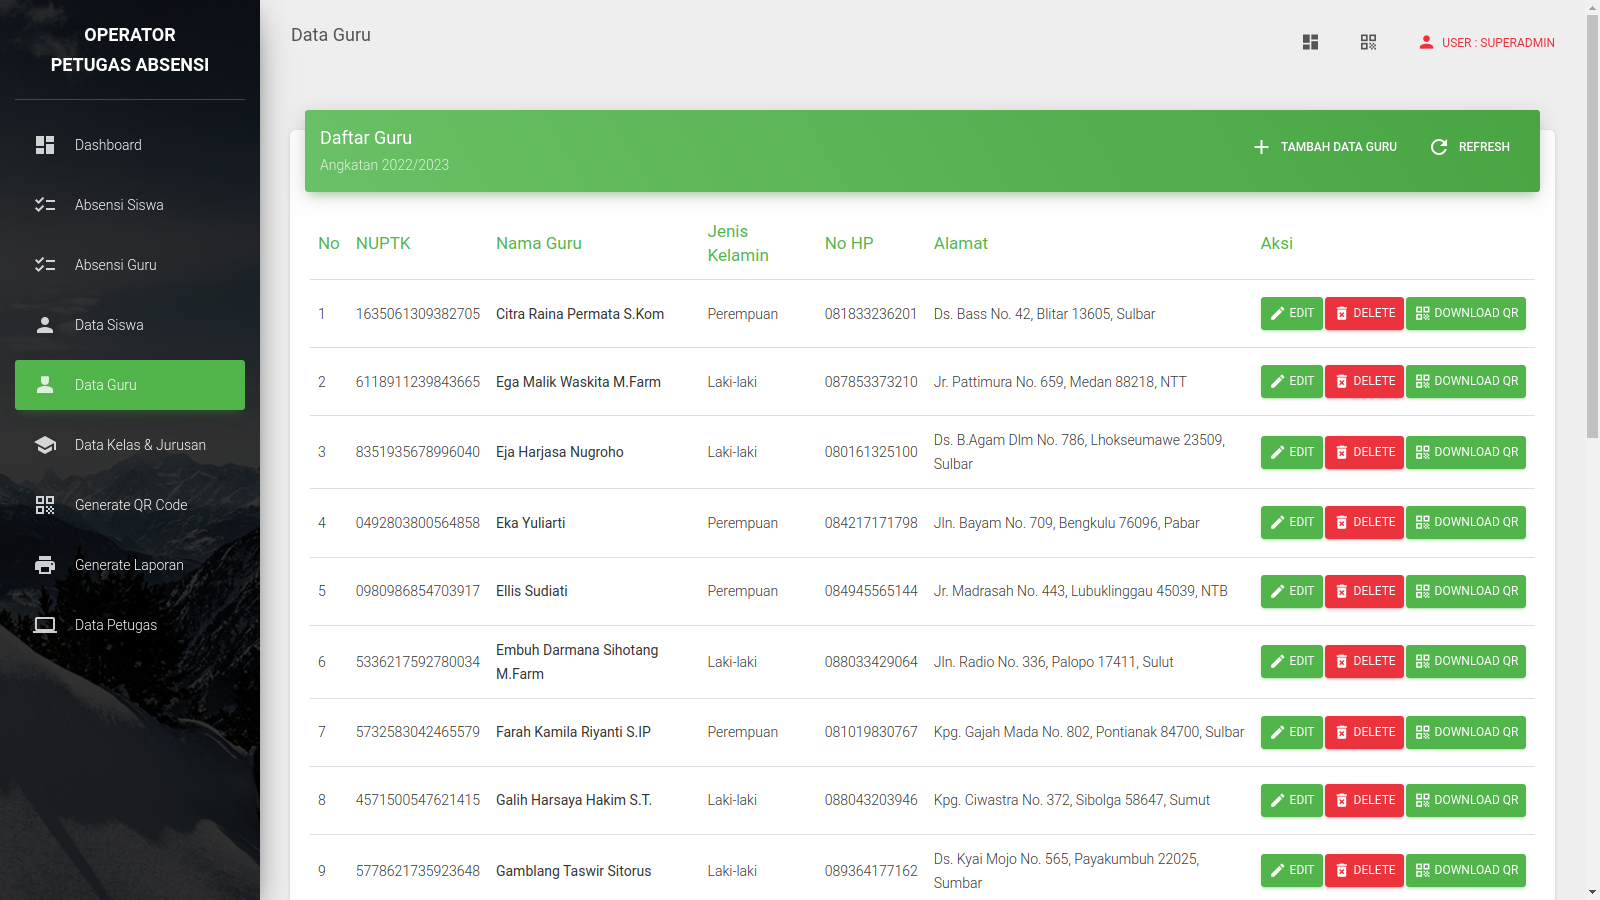 OPERATOR
PETUGAS ABSENSI
Dashboard
Absensi Siswa
Absensi Guru
Data Siswa
Data Guru
Data Kelas & Jurusan
Generate QR Code
Generate Laporan
Data Petugas
Data Guru
USER : SUPERADMIN
Daftar Guru
Angkatan 2022/2023
TAMBAH DATA GURU REFRESH
No NUPTK Nama Guru Jenis Kelamin No HP Alamat Aksi
1 1635061309382705 Citra Raina Permata S.Kom Perempuan 081833236201 Ds. Bass No. 42, Blitar 13605, Sulbar EDIT DELETE DOWNLOAD QR
2 6118911239843665 Ega Malik Waskita M.Farm Laki-laki 087853373210 Jr. Pattimura No. 659, Medan 88218, NTT EDIT DELETE DOWNLOAD QR
3 8351935678996040 Eja Harjasa Nugroho Laki-laki 080161325100 Ds. B.Agam Dlm No. 786, Lhokseumawe 23509, Sulbar EDIT DELETE DOWNLOAD QR
4 0492803800564858 Eka Yuliarti Perempuan 084217171798 Jln. Bayam No. 709, Bengkulu 76096, Pabar EDIT DELETE DOWNLOAD QR
5 0980986854703917 Ellis Sudiati Perempuan 084945565144 Jr. Madrasah No. 443, Lubuklinggau 45039, NTB EDIT DELETE DOWNLOAD QR
6 5336217592780034 Embuh Darmana Sihotang M.Farm Laki-laki 088033429064 Jln. Radio No. 336, Palopo 17411, Sulut EDIT DELETE DOWNLOAD QR
7 5732583042465579 Farah Kamila Riyanti S.IP Perempuan 081019830767 Kpg. Gajah Mada No. 802, Pontianak 84700, Sulbar EDIT DELETE DOWNLOAD QR
8 4571500547621415 Galih Harsaya Hakim S.T. Laki-laki 088043203946 Kpg. Ciwastra No. 372, Sibolga 58647, Sumut EDIT DELETE DOWNLOAD QR
9 5778621735923648 Gamblang Taswir Sitorus Laki-laki 089364177162 Ds. Kyai Mojo No. 565, Payakumbuh 22025, Sumbar EDIT DELETE DOWNLOAD QR